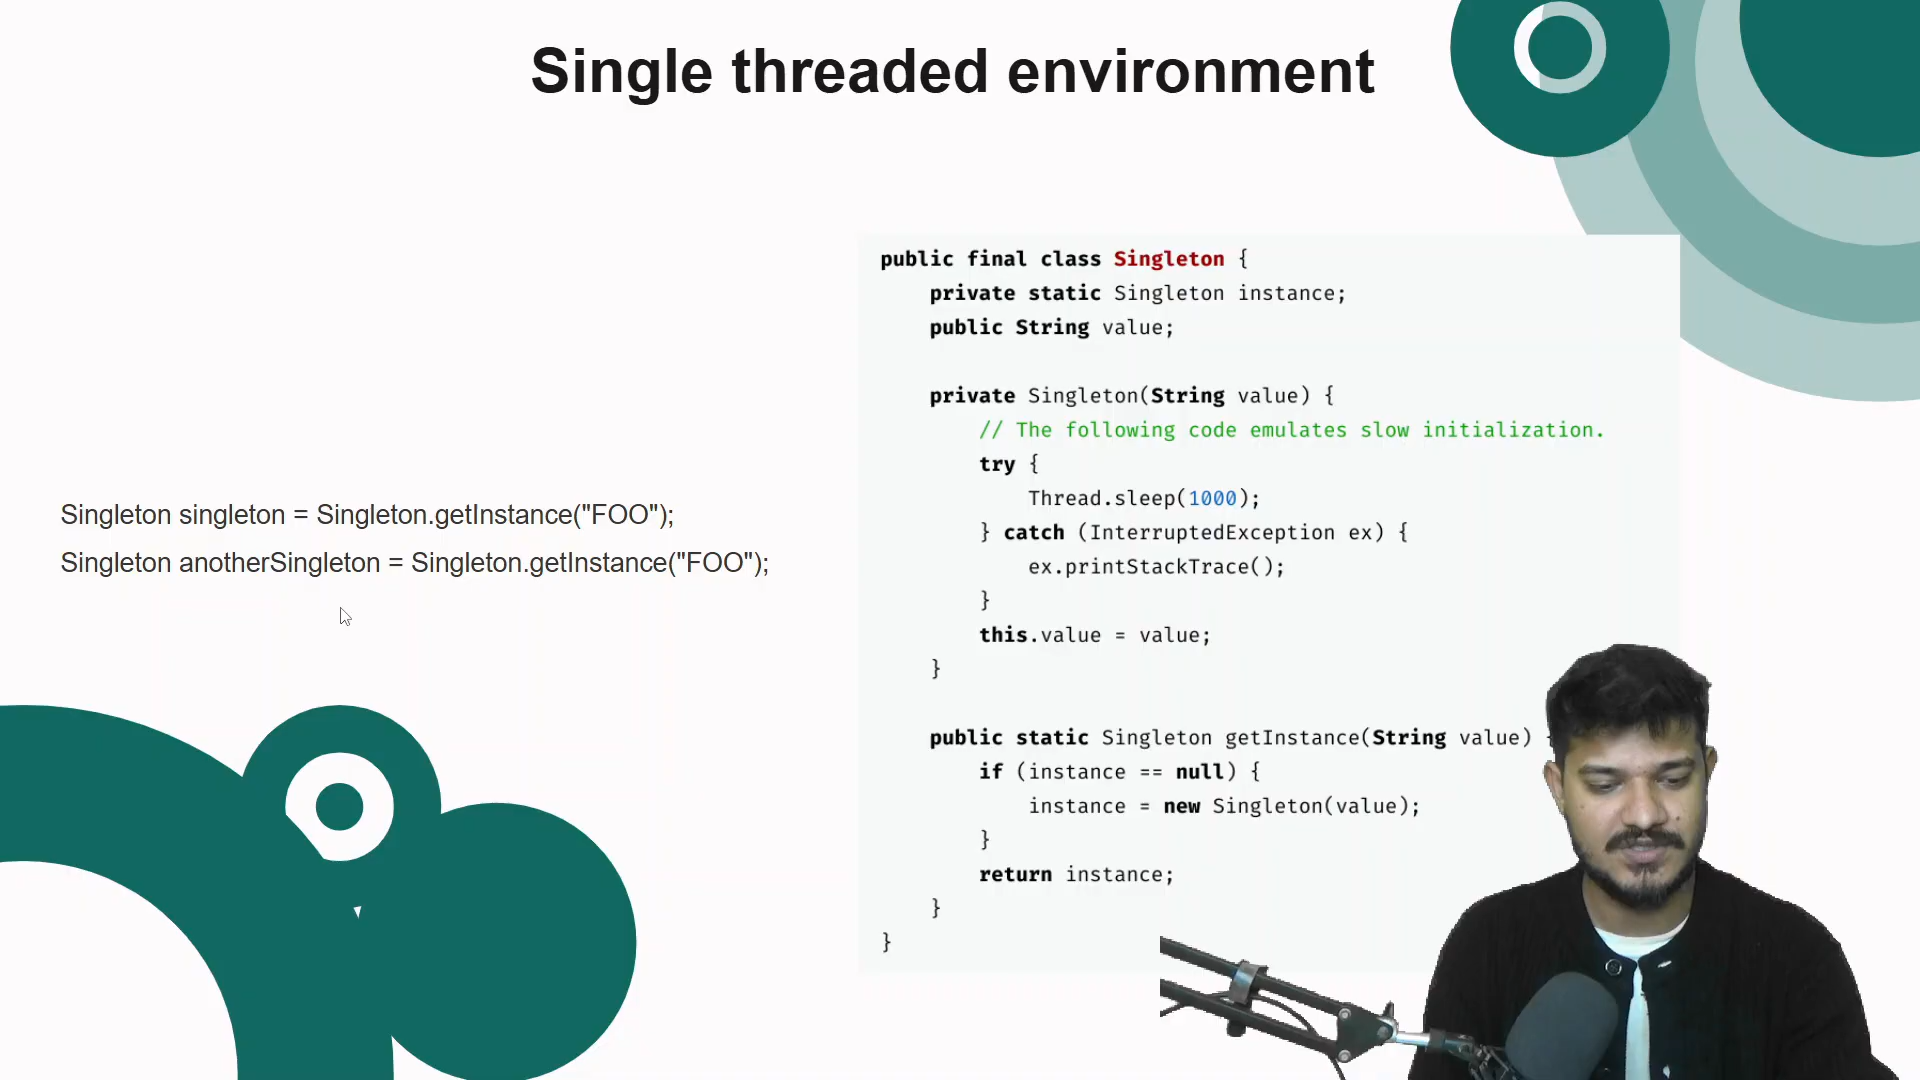 Single threaded environment
Singleton singleton = Singleton.getInstance("FOO");
Singleton anotherSingleton = Singleton.getInstance("FOO");
public final class Singleton {
    private static Singleton instance;
    public String value;
    private Singleton(String value) {
        // The following code emulates slow initialization.
        try {
            Thread.sleep(1000);
        } catch (InterruptedException ex) {
            ex.printStackTrace();
        }
        this.value = value;
    }
    public static Singleton getInstance(String value) {
        if (instance == null) {
            instance = new Singleton(value);
        }
        return instance;
    }
}